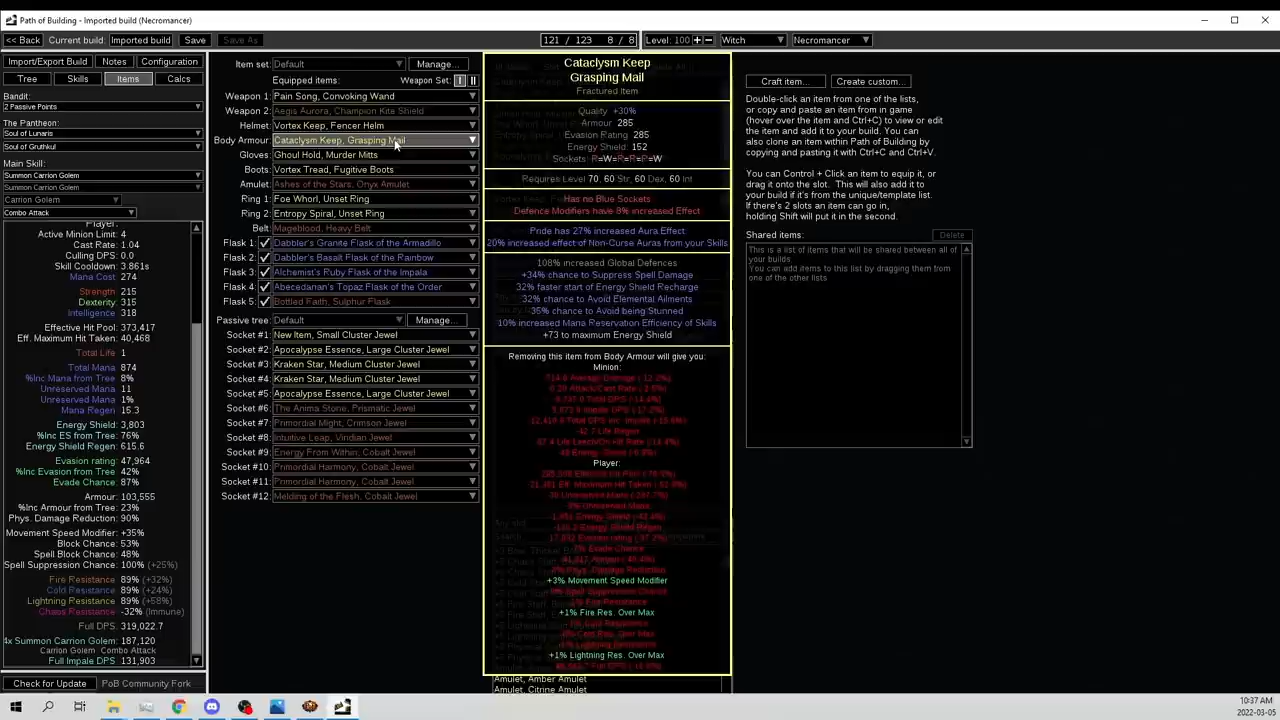 Path of Building - Imported build (Necromancer)
<< Back Current build: Imported build Save Save As 121 / 123 8 / 8 Level: 100 Witch Necromancer
Import/Export Build Notes Configuration
Tree Skills Items Calcs
Bandit:
2 Passive Points
The Pantheon:
Soul of Lunaris
Soul of Gruthkul
Main Skill:
Summon Carrion Golem
Summon Carrion Golem
Carrion Golem
Combo Attack
Player:
Active Minion Limit: 4
Cast Rate: 1.04
Culling DPS: 0.0
Skill Cooldown: 3.861s
Mana Cost: 274
Strength: 215
Dexterity: 315
Intelligence: 318
Effective Hit Pool: 373,417
Eff. Maximum Hit Taken: 40,468
Total Life: 1
Total Mana: 874
%Inc Mana from Tree: 8%
Unreserved Mana: 11
Unreserved Mana: 1%
Mana Regen: 15.3
Energy Shield: 3,803
%Inc ES from Tree: 76%
Energy Shield Regen: 615.6
Evasion rating: 47,964
%Inc Evasion from Tree: 42%
Evade Chance: 87%
Armour: 103,555
%Inc Armour from Tree: 23%
Phys. Damage Reduction: 90%
Movement Speed Modifier: +35%
Block Chance: 53%
Spell Block Chance: 48%
Spell Suppression Chance: 100% (+25%)
Fire Resistance: 89% (+32%)
Cold Resistance: 89% (+24%)
Lightning Resistance: 89% (+58%)
Chaos Resistance: -32% (Immune)
Full DPS: 319,022.7
4x Summon Carrion Golem: 187,120
Carrion Golem Combo Attack
Full Impale DPS: 131,903
Check for Update PoB Community Fork
Item set: Default Manage...
Equipped items: Weapon Set: I II
Weapon 1: Pain Song, Convoking Wand
Weapon 2: Aegis Aurora, Champion Kite Shield
Helmet: Vortex Keep, Fencer Helm
Body Armour: Cataclysm Keep, Grasping Mail
Gloves: Ghoul Hold, Murder Mitts
Boots: Vortex Tread, Fugitive Boots
Amulet: Ashes of the Stars, Onyx Amulet
Ring 1: Foe Whorl, Unset Ring
Ring 2: Entropy Spiral, Unset Ring
Belt: Mageblood, Heavy Belt
Flask 1: Dabbler's Granite Flask of the Armadillo
Flask 2: Dabbler's Basalt Flask of the Rainbow
Flask 3: Alchemist's Ruby Flask of the Impala
Flask 4: Abecedarian's Topaz Flask of the Order
Flask 5: Bottled Faith, Sulphur Flask
Passive tree: Default Manage...
Socket #1: New Item, Small Cluster Jewel
Socket #2: Apocalypse Essence, Large Cluster Jewel
Socket #3: Kraken Star, Medium Cluster Jewel
Socket #4: Kraken Star, Medium Cluster Jewel
Socket #5: Apocalypse Essence, Large Cluster Jewel
Socket #6: The Anima Stone, Prismatic Jewel
Socket #7: Primordial Might, Crimson Jewel
Socket #8: Intuitive Leap, Viridian Jewel
Socket #9: Energy From Within, Cobalt Jewel
Socket #10: Primordial Harmony, Cobalt Jewel
Socket #11: Primordial Harmony, Cobalt Jewel
Socket #12: Melding of the Flesh, Cobalt Jewel
Cataclysm Keep
Grasping Mail
Fractured Item
Quality +30%
Armour 285
Evasion Rating: 285
Energy Shield: 152
Sockets: R=W=R=R=R=W
Requires Level 70, 60 Str, 60 Dex, 60 Int
Has no Blue Sockets
Defence Modifiers have 8% increased Effect
Pride has 27% increased Aura Effect
20% increased effect of Non-Curse Auras from your Skills
108% increased Global Defences
+34% chance to Suppress Spell Damage
32% faster start of Energy Shield Recharge
32% chance to Avoid Elemental Ailments
35% chance to Avoid being Stunned
10% increased Mana Reservation Efficiency of Skills
+73 to maximum Energy Shield
Removing this item from Body Armour will give you:
Minion:
Player:
+3% Movement Speed Modifier
+1% Fire Res. Over Max
+1% Lightning Res. Over Max
Amulet, Amber Amulet
Amulet, Citrine Amulet
Craft item... Create custom...
Double-click an item from one of the lists,
or copy and paste an item from in game
(hover over the item and Ctrl+C) to view or edit
the item and add it to your build. You can
also clone an item within Path of Building by
copying and pasting it with Ctrl+C and Ctrl+V.
You can Control + Click an item to equip it, or
drag it onto the slot. This will also add it to
your build if it's from the unique/template list.
If there's 2 slots an item can go in,
holding Shift will put it in the second.
Shared items: Delete
This is a list of items that will be shared between all of
your builds.
You can add items to this list by dragging them from
one of the other lists
10:37 AM
2022-03-05